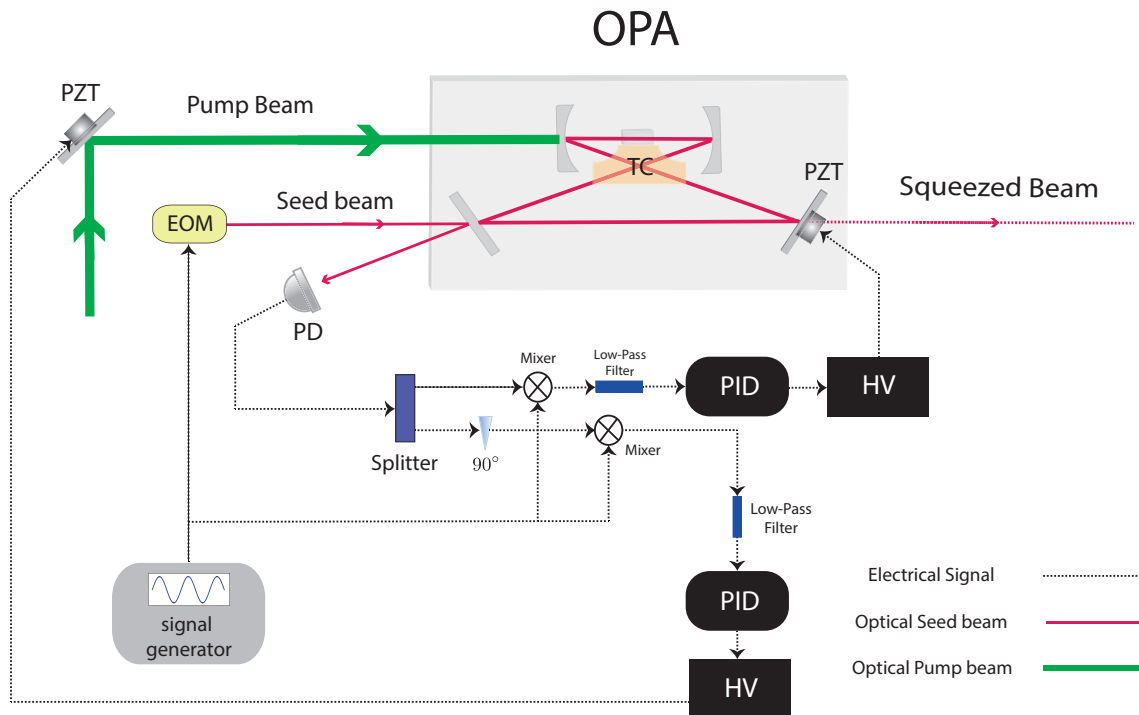 OPA
PZT
Pump Beam
TC
PZT
Seed beam
Squeezed Beam
EOM
PD
Mixer
Low-Pass
Filter
PID
HV
Splitter
90°
Mixer
Low-Pass
Filter
signal
generator
PID
HV
Electrical Signal
Optical Seed beam
Optical Pump beam